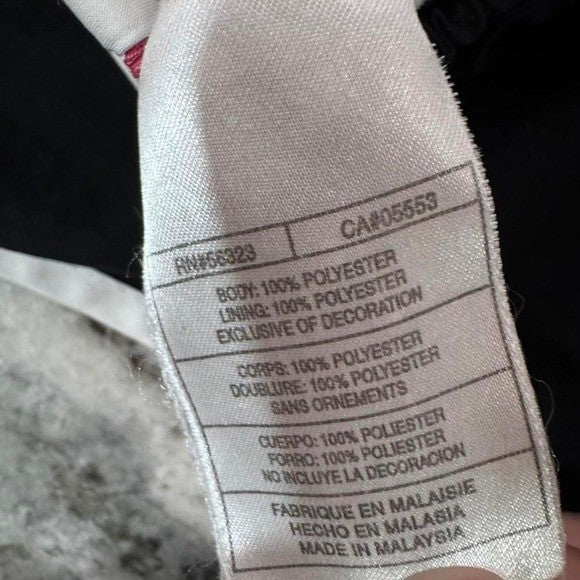 RN#56323 CA#05553
BODY: 100% POLYESTER
LINING: 100% POLYESTER
EXCLUSIVE OF DECORATION
CORPS: 100% POLYESTER
DOUBLURE: 100% POLYESTER
SANS ORNEMENTS
CUERPO: 100% POLIESTER
FORRO: 100% POLIESTER
NO INCLUYE LA DECORACION
FABRIQUE EN MALAISIE
HECHO EN MALASIA
MADE IN MALAYSIA